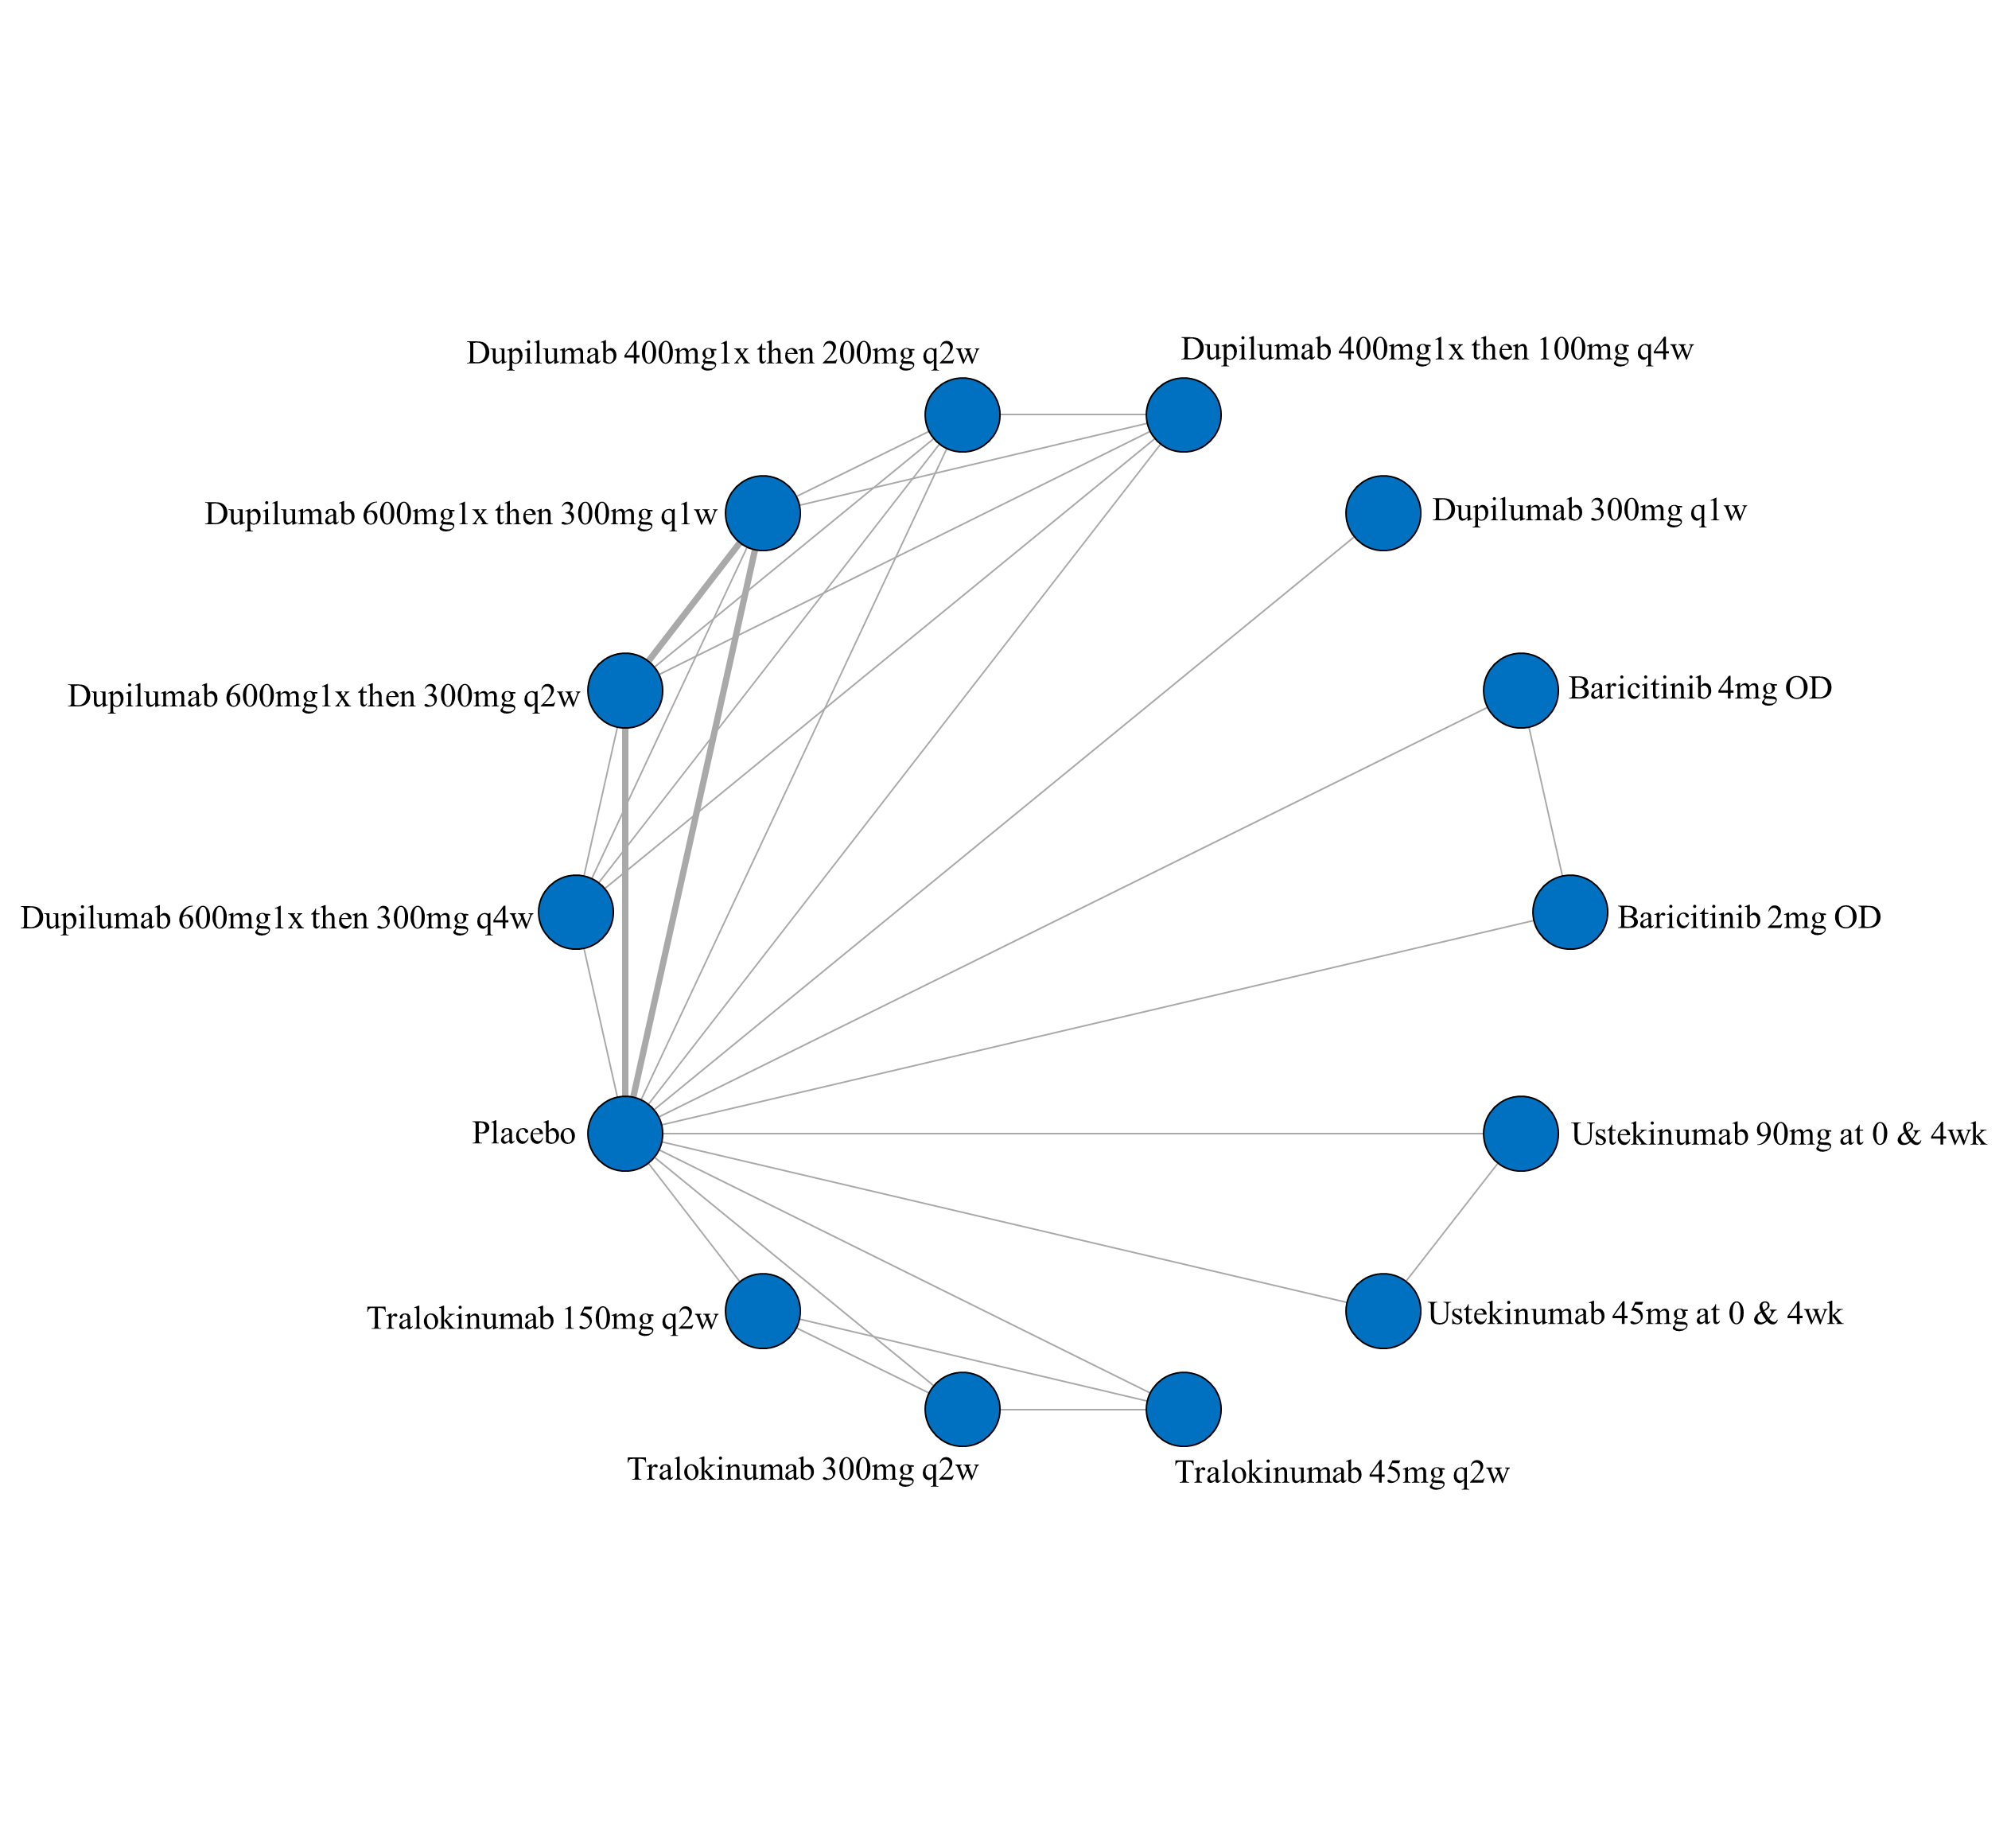 Dupilumab 400mg1x then 200mg q2w
Dupilumab 400mg1x then 100mg q4w
Dupilumab 600mg1x then 300mg q1w
Dupilumab 300mg q1w
Dupilumab 600mg1x then 300mg q2w
Baricitinib 4mg OD
Dupilumab 600mg1x then 300mg q4w
Baricitinib 2mg OD
Placebo
Ustekinumab 90mg at 0 & 4wk
Tralokinumab 150mg q2w
Ustekinumab 45mg at 0 & 4wk
Tralokinumab 300mg q2w
Tralokinumab 45mg q2w